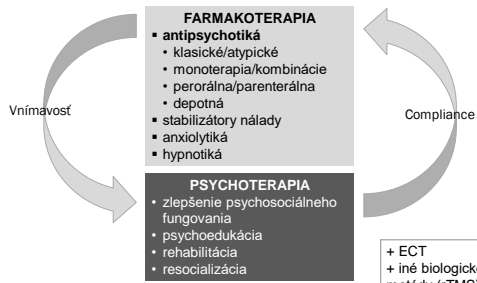 FARMAKOTERAPIA
▪ antipsychotiká
• klasické/atypické
• monoterapia/kombinácie
• perorálna/parenterálna
• depotná
▪ stabilizátory nálady
▪ anxiolytiká
▪ hypnotiká
Vnímavosť
Compliance
PSYCHOTERAPIA
• zlepšenie psychosociálneho
fungovania
• psychoedukácia
• rehabilitácia
• resocializácia
+ ECT
+ iné biologické